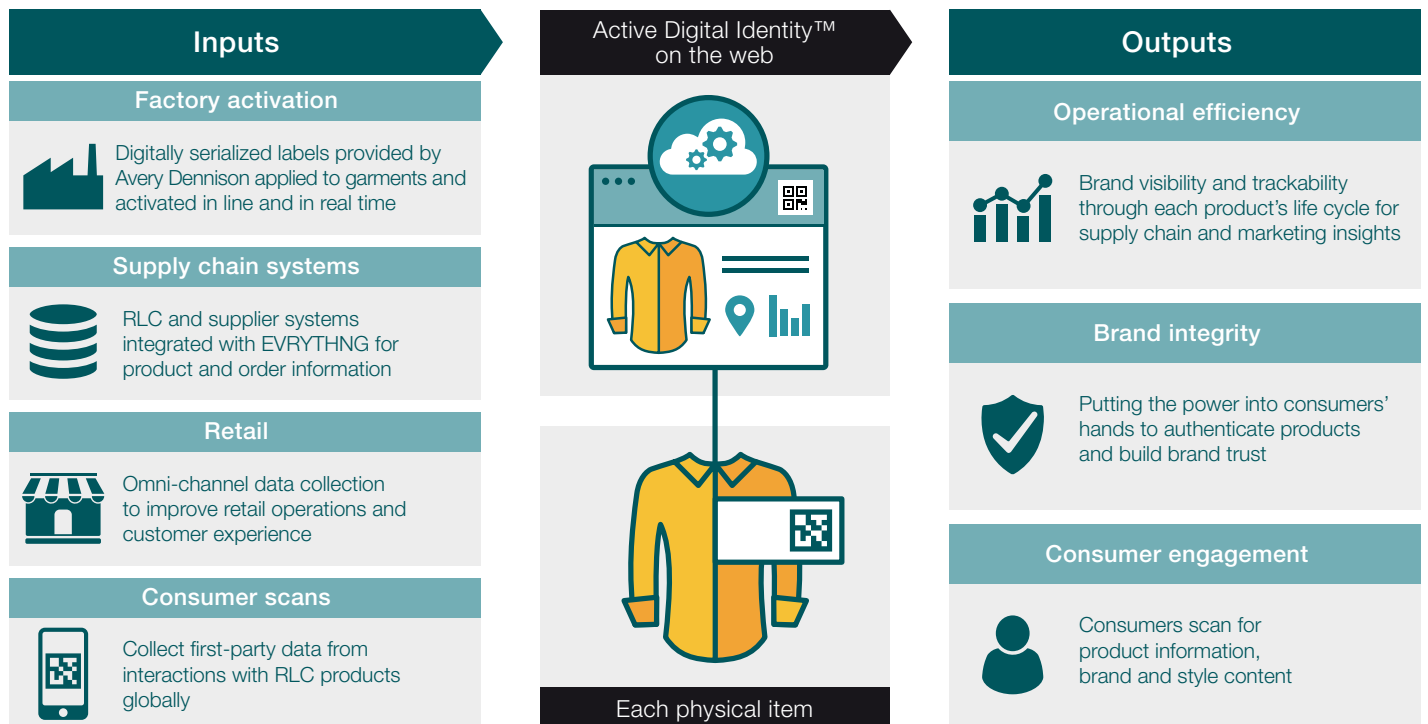 Inputs
Factory activation
Digitally serialized labels provided by
Avery Dennison applied to garments and
activated in line and in real time
Supply chain systems
RLC and supplier systems
integrated with EVRYTHNG for
product and order information
Retail
Omni-channel data collection
to improve retail operations and
customer experience
Consumer scans
Collect first-party data from
interactions with RLC products
globally
Active Digital Identity™
on the web
Each physical item
Outputs
Operational efficiency
Brand visibility and trackability
through each product’s life cycle for
supply chain and marketing insights
Brand integrity
Putting the power into consumers’
hands to authenticate products
and build brand trust
Consumer engagement
Consumers scan for
product information,
brand and style content